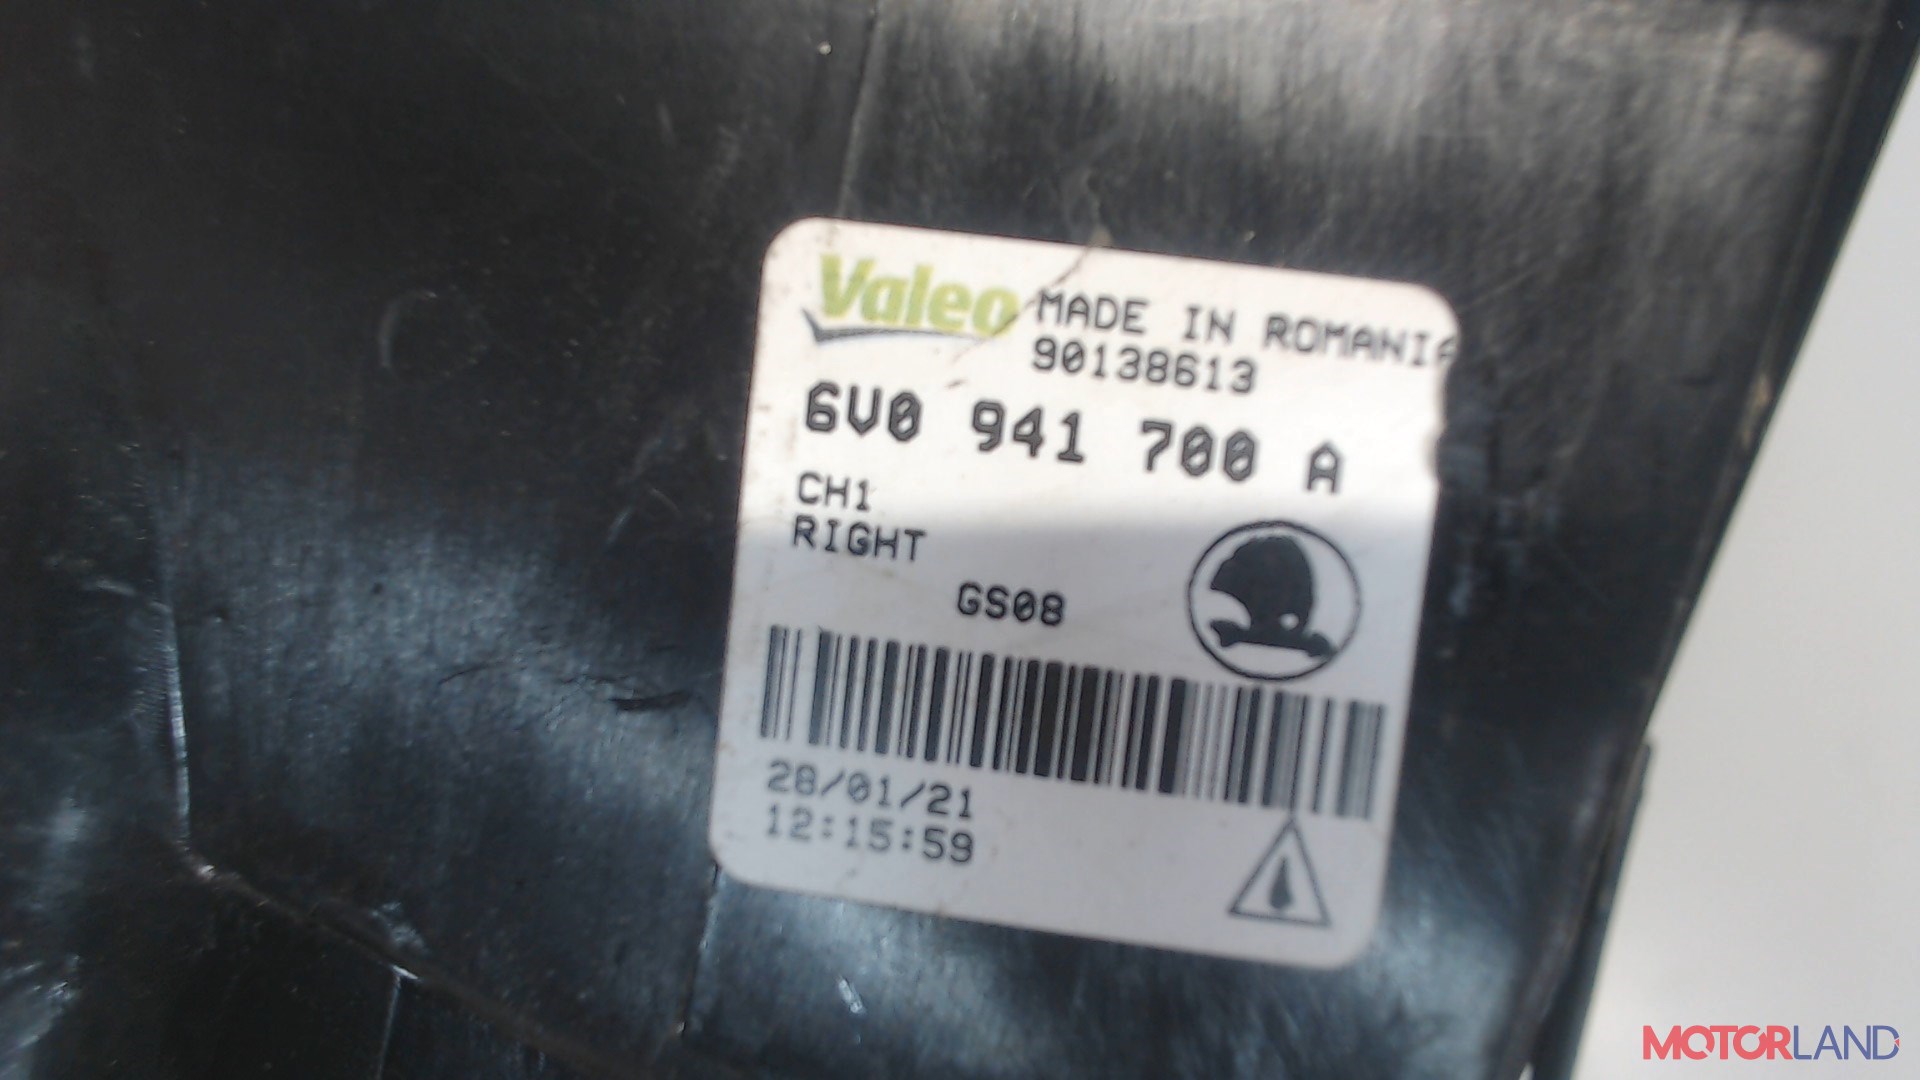 Valeo MADE IN ROMANIA
90138613
6V0 941 700 A
CH1
RIGHT
GS08
28/01/21
12:15:59
MOTORLAND